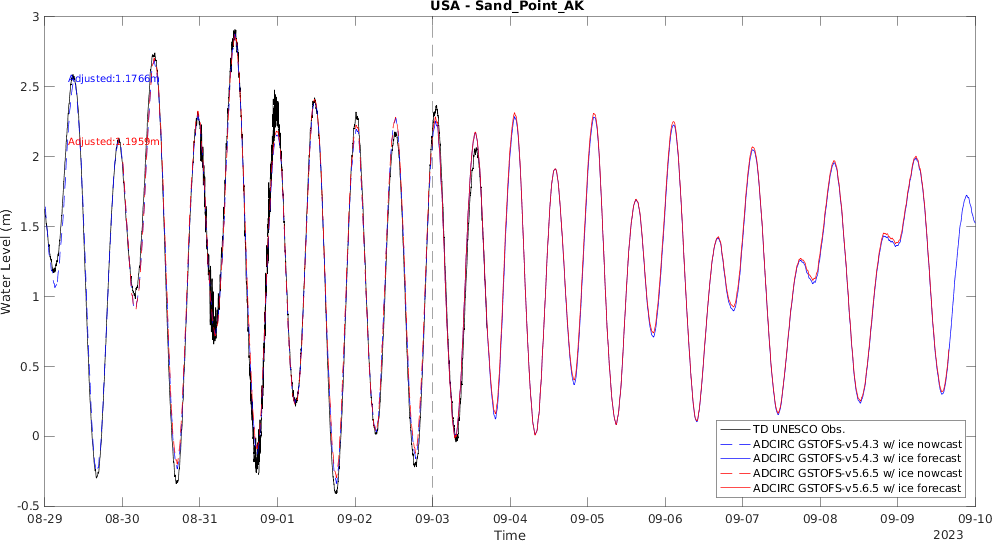 USA - Sand_Point_AK
Water Level (m)
3
2.5
2
1.5
1
0.5
0
-0.5
Adjusted:1.1766m
Adjusted:1.1959m
TD UNESCO Obs.
ADCIRC GSTOFS-v5.4.3 w/ ice nowcast
ADCIRC GSTOFS-v5.4.3 w/ ice forecast
ADCIRC GSTOFS-v5.6.5 w/ ice nowcast
ADCIRC GSTOFS-v5.6.5 w/ ice forecast
08-29 08-30 08-31 09-01 09-02 09-03 09-04 09-05 09-06 09-07 09-08 09-09 09-10
Time
2023